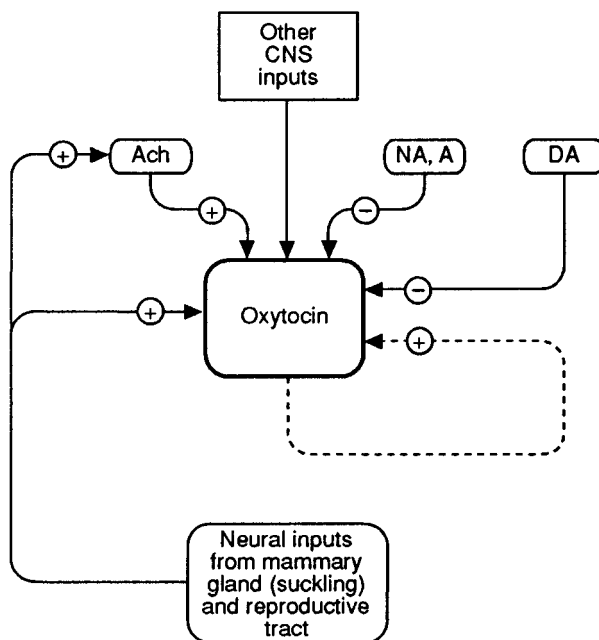 Other
CNS
inputs
+
Ach
NA, A
DA
+
−
+
Oxytocin
−
+
Neural inputs
from mammary
gland (suckling)
and reproductive
tract